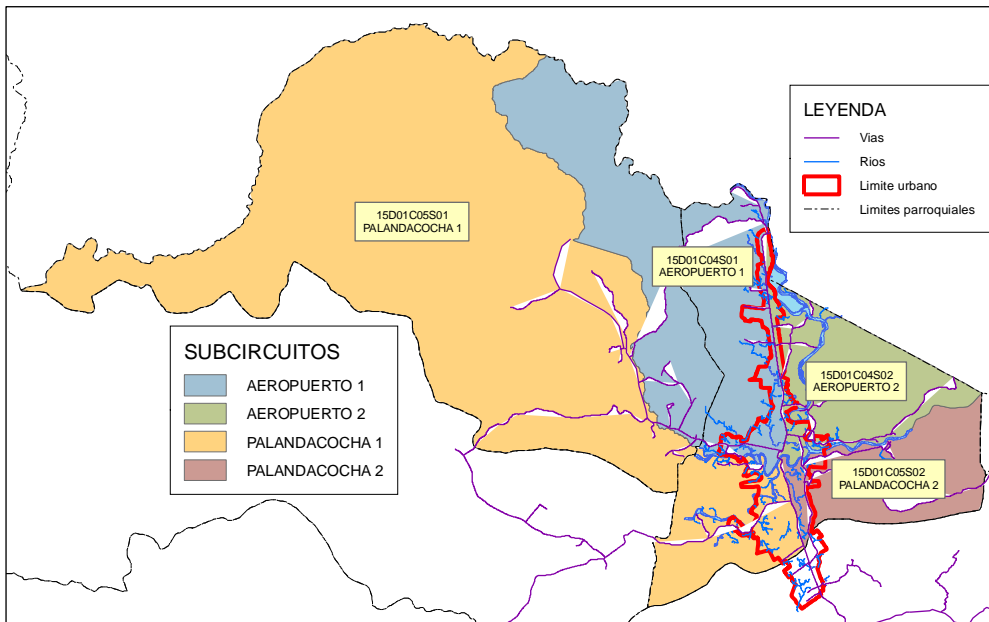 LEYENDA
Vias
Rios
Limite urbano
Limites parroquiales
15D01C05S01
PALANDACOCHA 1
15D01C04S01
AEROPUERTO 1
15D01C04S02
AEROPUERTO 2
15D01C05S02
PALANDACOCHA 2
SUBCIRCUITOS
AEROPUERTO 1
AEROPUERTO 2
PALANDACOCHA 1
PALANDACOCHA 2